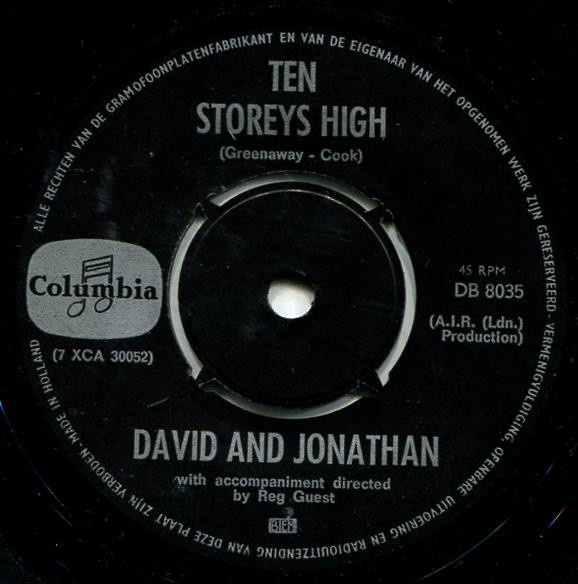 ALLE RECHTEN VAN DE GRAMOFOONPLATENFABRIKANT EN VAN DE EIGENAAR VAN HET OPGENOMEN WERK ZIJN GERESERVEERD - VERMENIGVULDIGING, OPENBARE UITVOERING EN RADIOUITZENDING VAN DEZE PLAAT ZIJN VERBODEN MADE IN HOLLAND
TEN
STOREYS HIGH
(Greenaway - Cook)
Columbia
(7 XCA 30052)
45 RPM
DB 8035
(A.I.R. (Ldn.)
Production)
DAVID AND JONATHAN
with accompaniment directed
by Reg Guest
BIEM